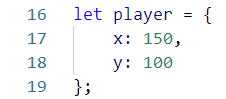 16 let player = {
17     x: 150,
18     y: 100
19 };